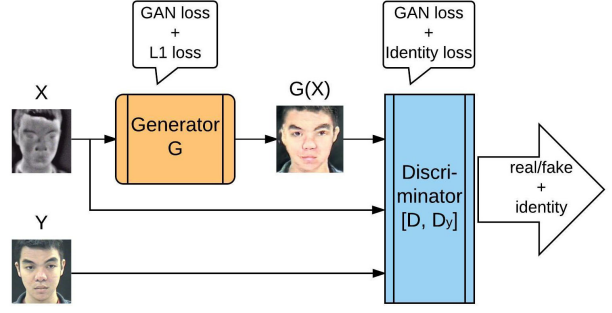 GAN loss
+
L1 loss
GAN loss
+
Identity loss
X
Generator
G
G(X)
Discri-
minator
[D, Dy]
real/fake
+
identity
Y